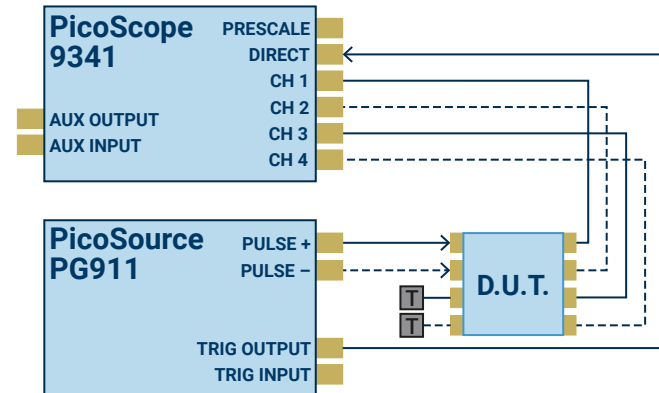 PicoScope
9341
PRESCALE
DIRECT
CH 1
CH 2
CH 3
CH 4
AUX OUTPUT
AUX INPUT
PicoSource
PG911
PULSE +
PULSE –
TRIG OUTPUT
TRIG INPUT
T
T
D.U.T.